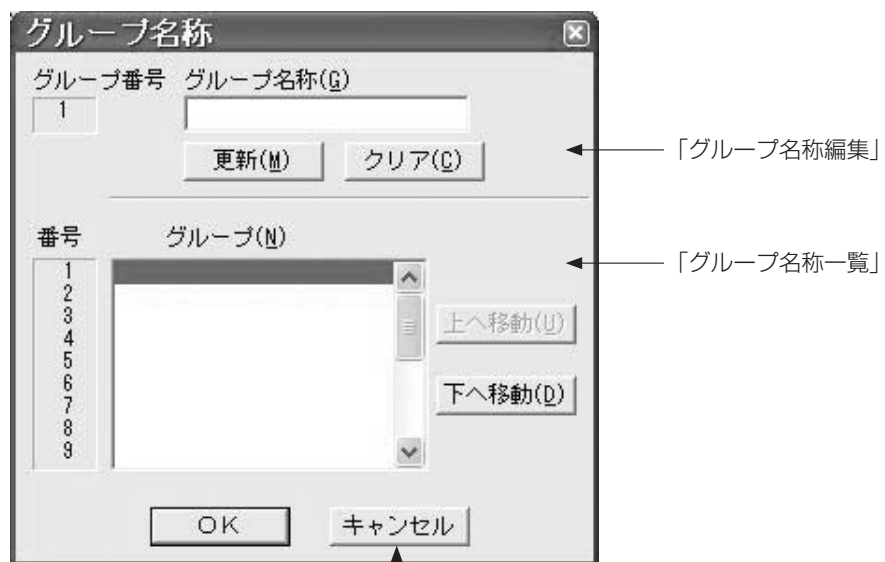 グループ名称
グループ番号 グループ名称(G)
1
更新(M) クリア(C)
「グループ名称編集」
番号 グループ(N)
「グループ名称一覧」
1
2
3
上へ移動(U)
4
5
6
下へ移動(D)
7
8
9
OK キャンセル